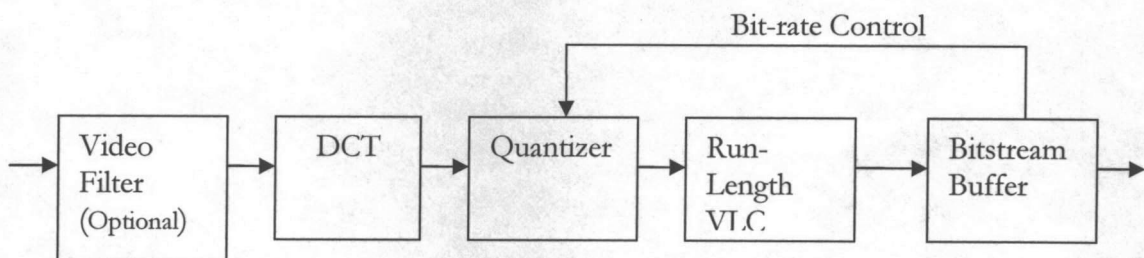 Bit-rate Control
Video
Filter
(Optional)
DCT
Quantizer
Run-
Length
VLC
Bitstream
Buffer